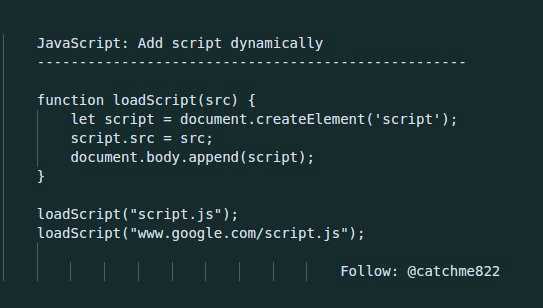 JavaScript: Add script dynamically
---------------------------------------------------
function loadScript(src) {
    let script = document.createElement('script');
    script.src = src;
    document.body.append(script);
}
loadScript("script.js");
loadScript("www.google.com/script.js");
Follow: @catchme822